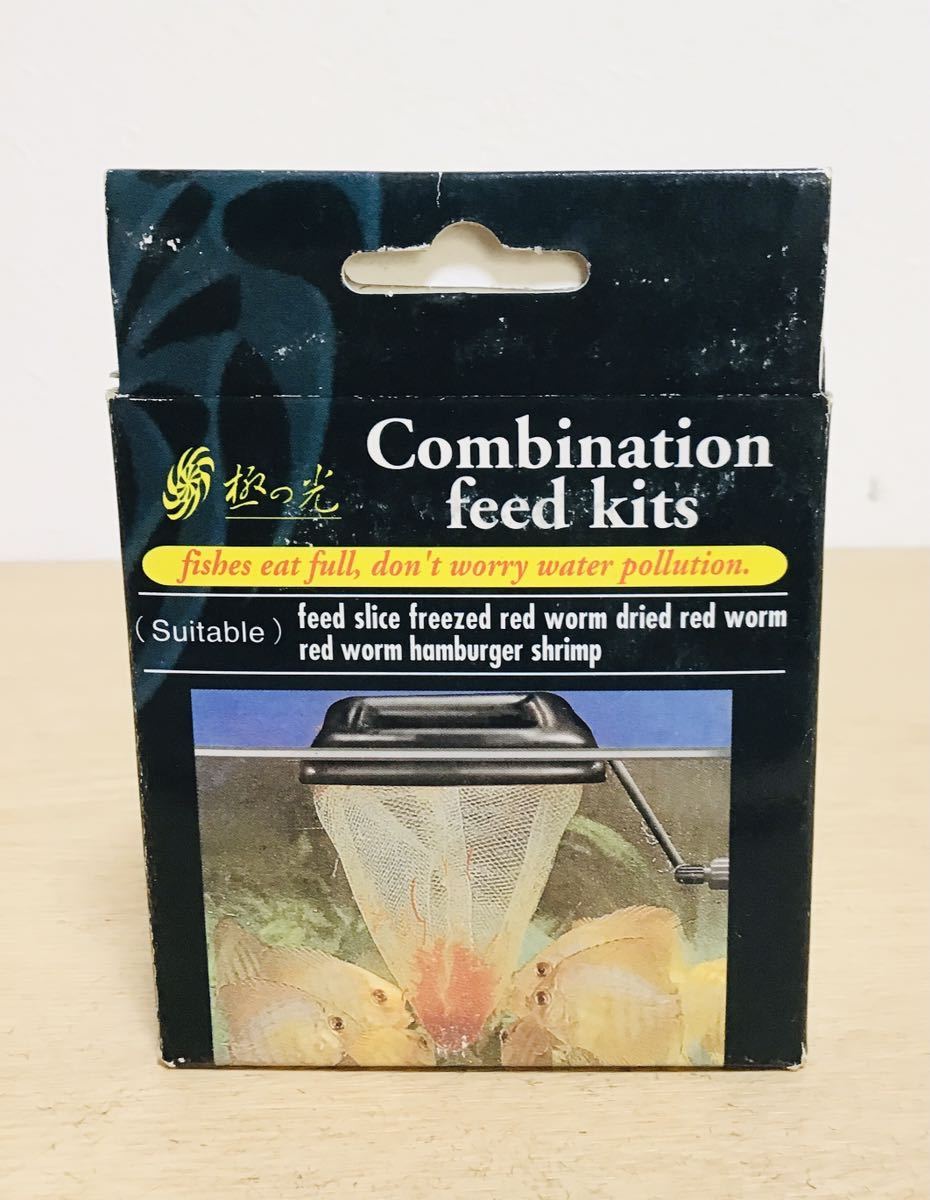 Combination
極の光
feed kits
fishes eat full, don't worry water pollution.
(Suitable) feed slice freezed red worm dried red worm
red worm hamburger shrimp